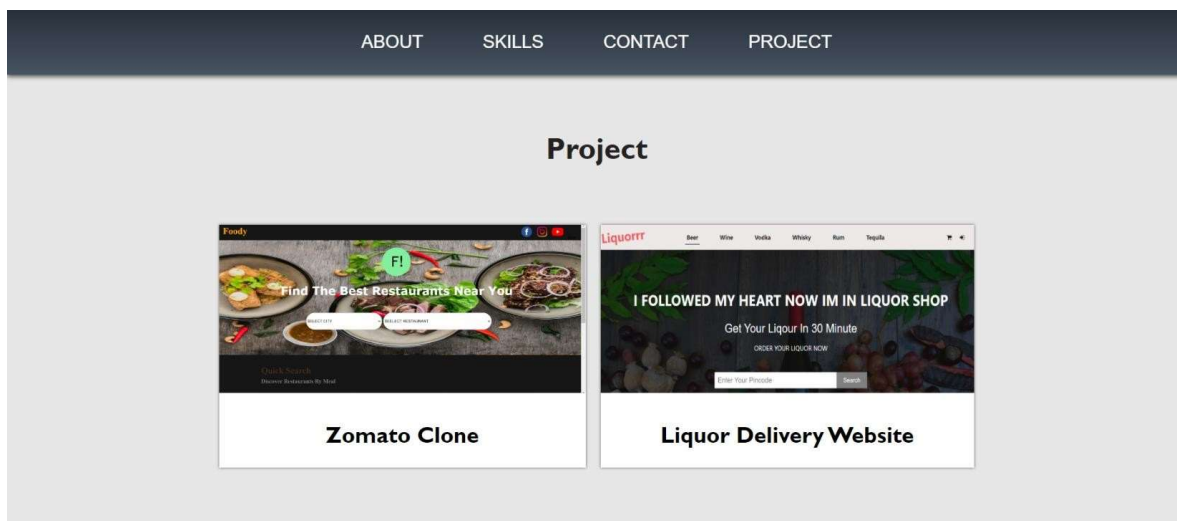 ABOUT SKILLS CONTACT PROJECT
Project
Foody
F!
Find The Best Restaurants Near You
SELECT CITY
Quick Search
Discover Restaurants By Meal
Liquorrr Beer Wine Vodka Whisky Rum Tequila
I FOLLOWED MY HEART NOW IM IN LIQUOR SHOP
Get Your Liqour In 30 Minute
ORDER YOUR LIQUOR NOW
Enter Your Pincode Search
Zomato Clone
Liquor Delivery Website